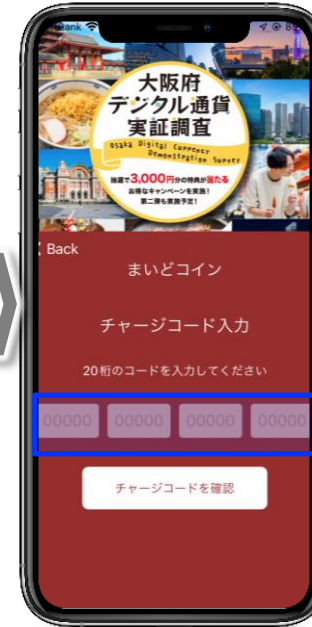 Bank
大阪府
デジタル通貨
実証調査
Osaka Digital Currency
Demonstration Survey
抽選で3,000円分の特典が当たる
お得なキャンペーンを実施!
第二弾も実施予定!
Back
まいどコイン
チャージコード入力
20桁のコードを入力してください
00000 00000 00000 00000
チャージコードを確認